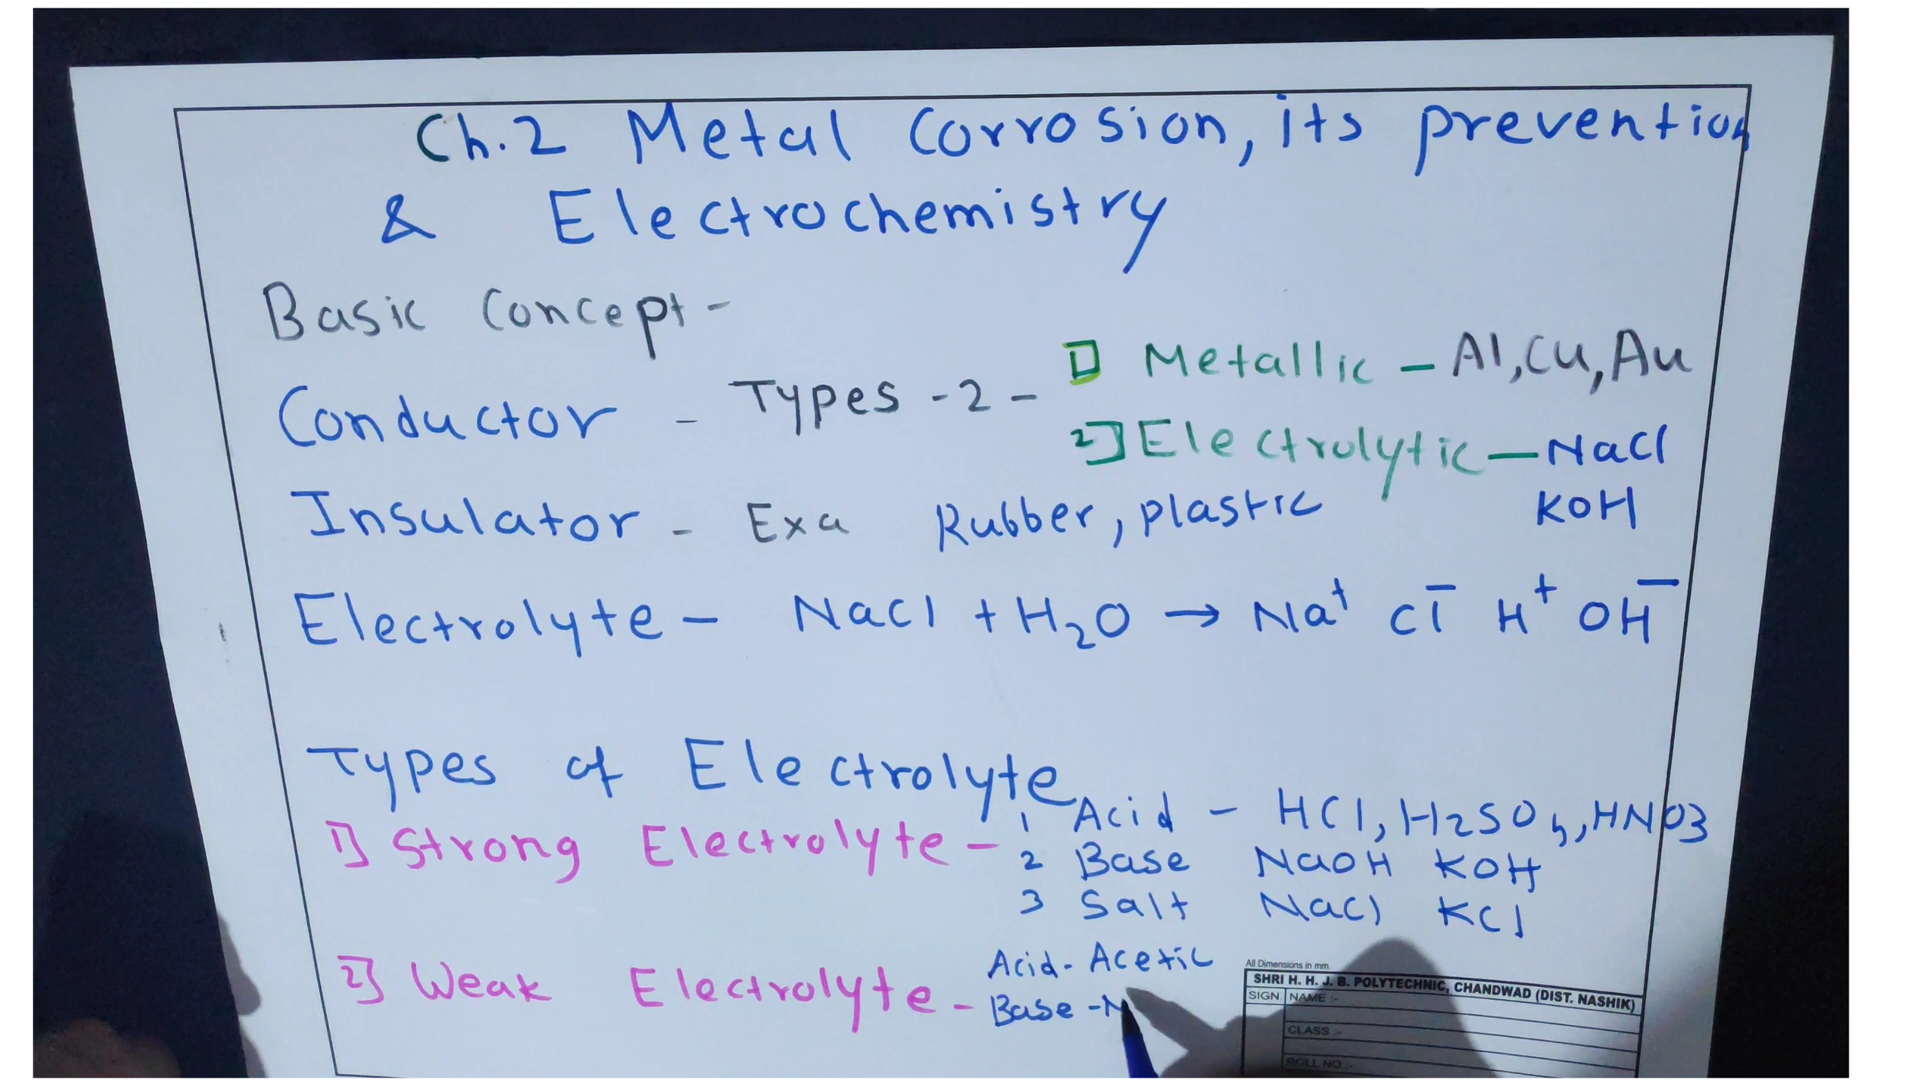 Ch.2 Metal Corrosion, its prevention
& Electrochemistry
Basic Concept -
Conductor - Types - 2 - 1] Metallic - Al, Cu, Au
2] Electrolytic - NaCl
KOH
Insulator - Exa Rubber, plastic
Electrolyte - NaCl + H2O → Na+ Cl- H+ OH-
Types of Electrolyte
1] Strong Electrolyte - 1 Acid - HCl, H2SO4, HNO3
2 Base NaOH KOH
3 Salt NaCl KCl
2] Weak Electrolyte - Acid - Acetic
Base - N
All Dimensions in mm
SHRI H. H. J. B. POLYTECHNIC, CHANDWAD (DIST. NASHIK)
SIGN NAME :-
CLASS :-
ROLL NO :-